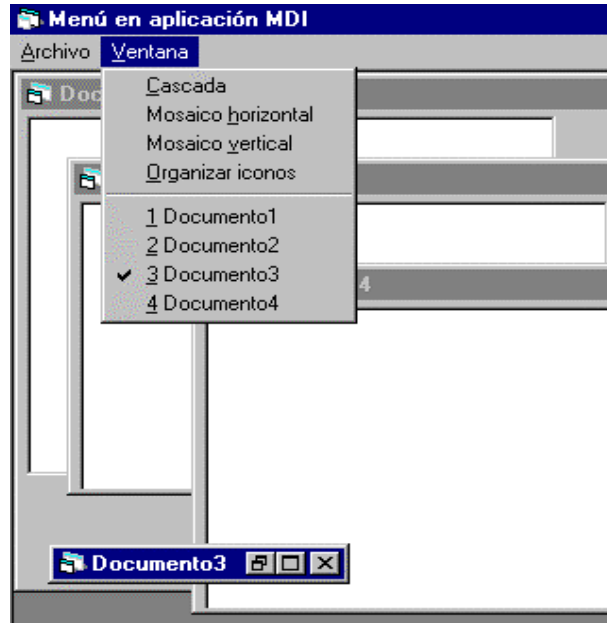 Menú en aplicación MDI
Archivo Ventana
Doc
Cascada
Mosaico horizontal
Mosaico vertical
Organizar iconos
1 Documento1
2 Documento2
3 Documento3
4 Documento4
4
Documento3